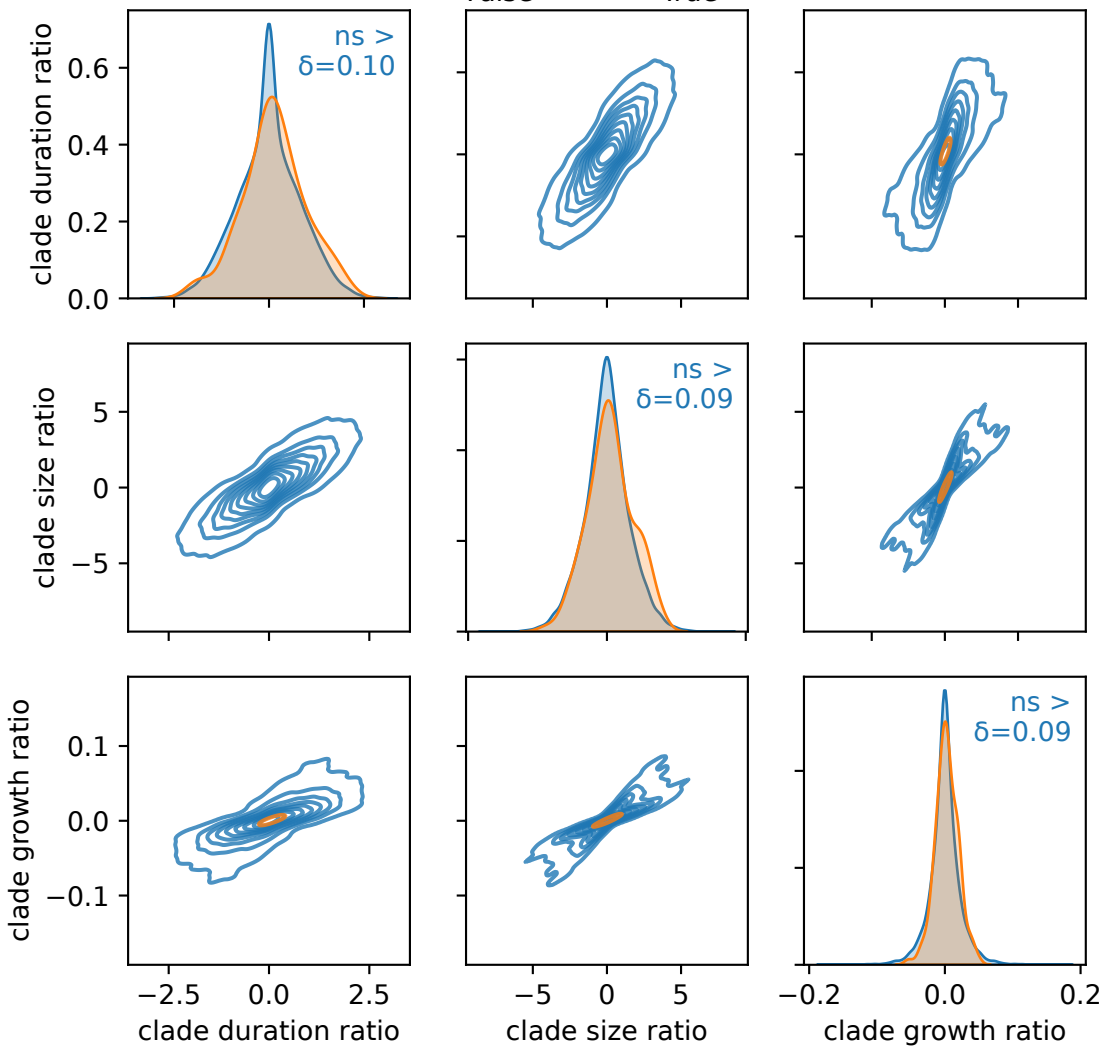 clade duration ratio
0.6
0.4
0.2
0.0
ns >
δ=0.10
clade size ratio
5
0
−5
ns >
δ=0.09
clade growth ratio
0.1
0.0
−0.1
ns >
δ=0.09
−2.5 0.0 2.5
−5 0 5
−0.2 0.0 0.2
clade duration ratio
clade size ratio
clade growth ratio